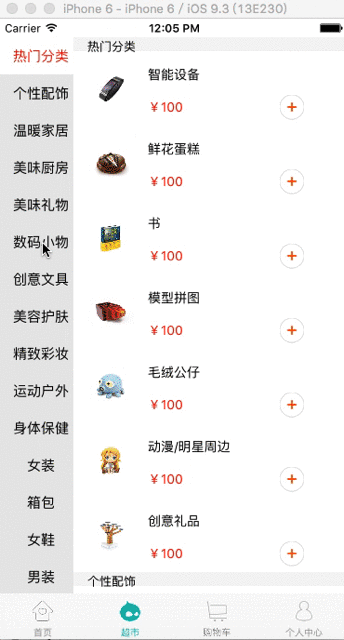 iPhone 6 - iPhone 6 / iOS 9.3 (13E230)
Carrier 12:05 PM
热门分类
个性配饰
温暖家居
美味厨房
美味礼物
数码小物
创意文具
美容护肤
精致彩妆
运动户外
身体保健
女装
箱包
女鞋
男装
热门分类
智能设备
￥100
鲜花蛋糕
￥100
书
￥100
模型拼图
￥100
毛绒公仔
￥100
动漫/明星周边
￥100
创意礼品
￥100
个性配饰
首页 超市 购物车 个人中心